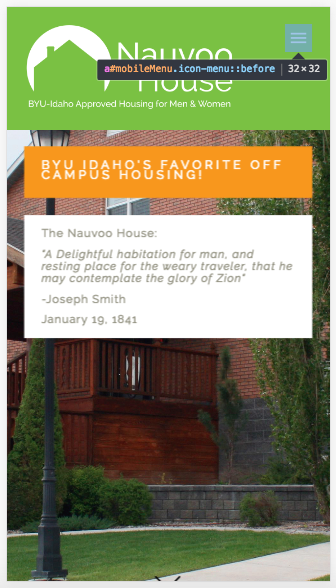 Nauvoo
House
a#mobileMenu.icon-menu::before | 32×32
BYU-Idaho Approved Housing for Men & Women
BYU IDAHO'S FAVORITE OFF
CAMPUS HOUSING!
The Nauvoo House:
"A Delightful habitation for man, and
resting place for the weary traveler, that he
may contemplate the glory of Zion"
-Joseph Smith
January 19, 1841